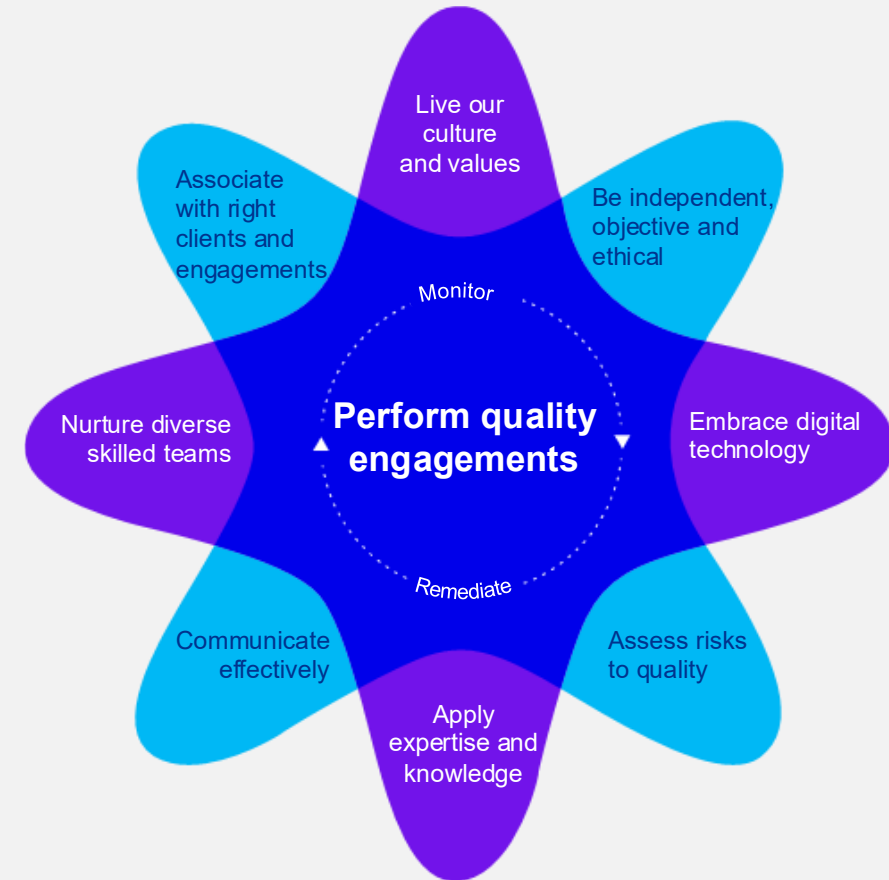 Live our
culture
and values
Associate
with right
clients and
engagements
Be independent,
objective and
ethical
Monitor
Perform quality
engagements
Nurture diverse
skilled teams
Embrace digital
technology
Remediate
Communicate
effectively
Assess risks
to quality
Apply
expertise and
knowledge